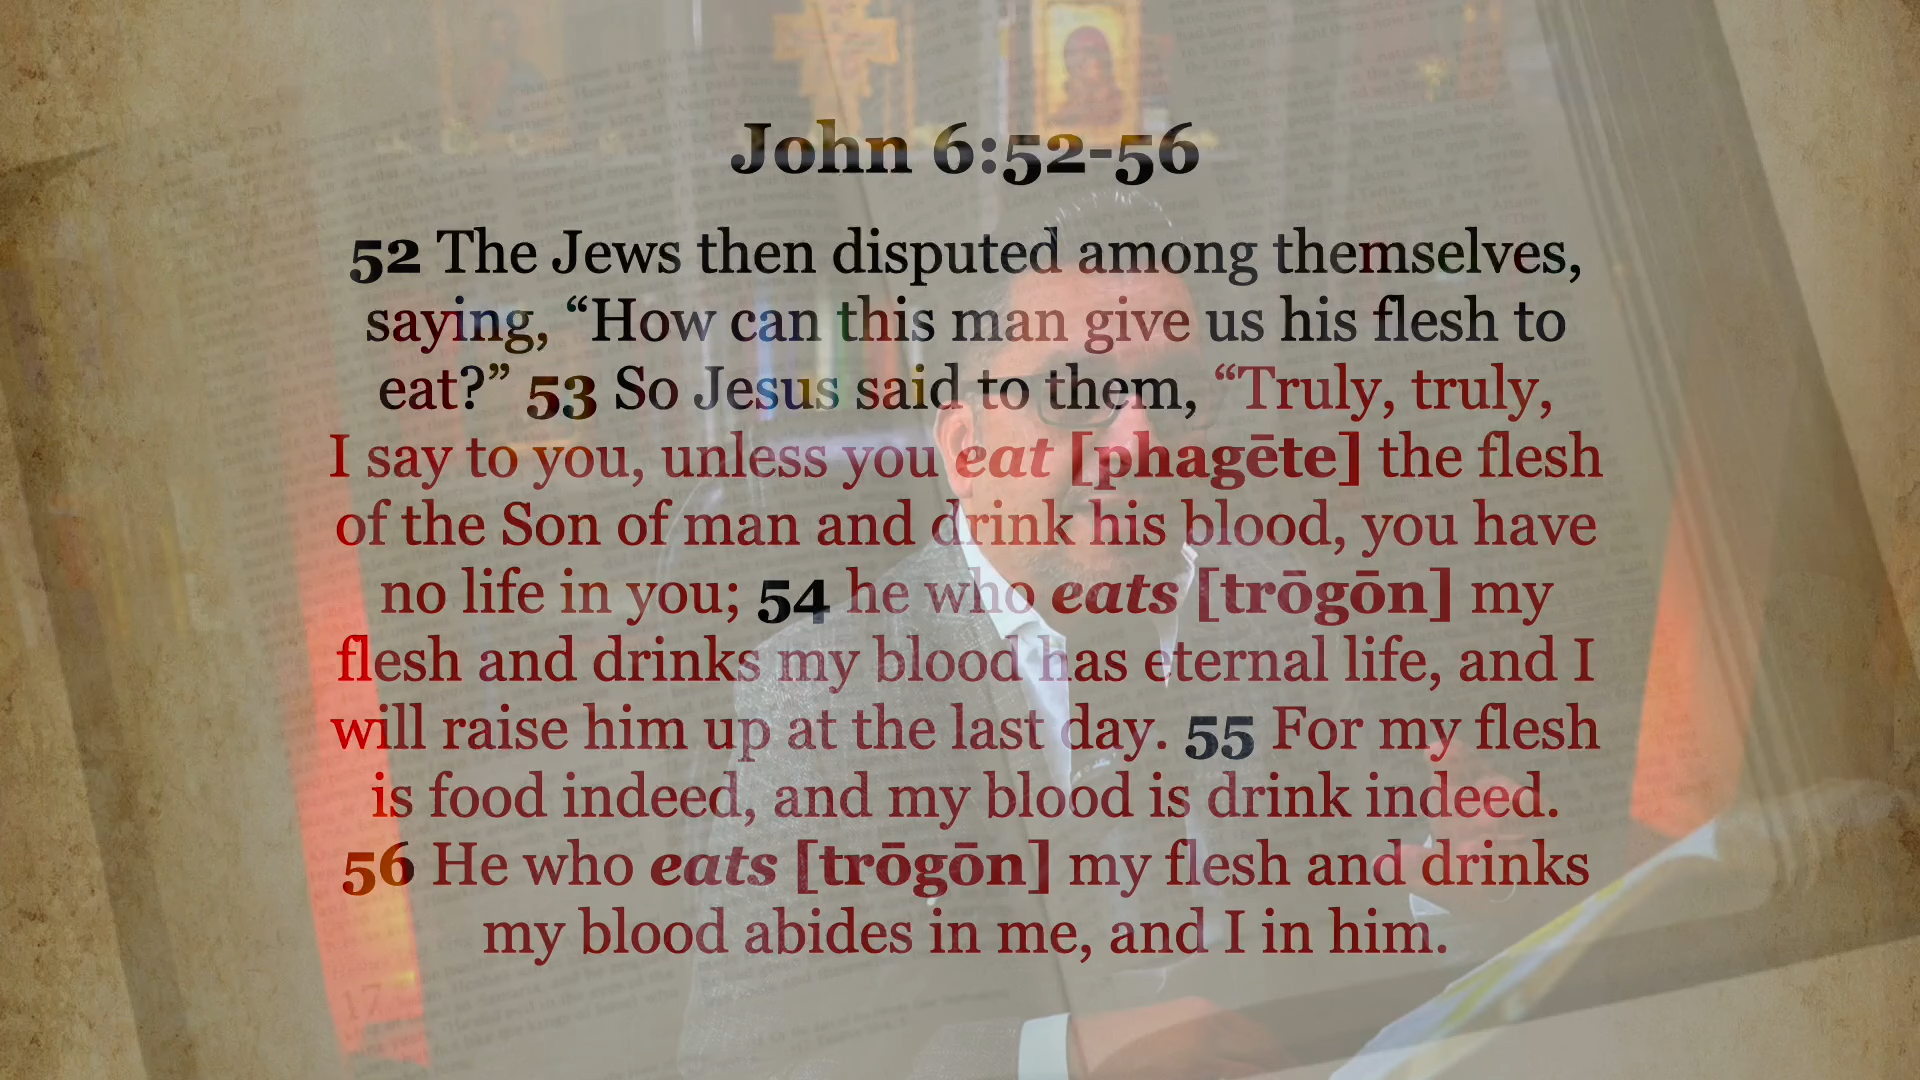 John 6:52-56
52 The Jews then disputed among themselves,
saying, “How can this man give us his flesh to
eat?” 53 So Jesus said to them, “Truly, truly,
I say to you, unless you eat [phagēte] the flesh
of the Son of man and drink his blood, you have
no life in you; 54 he who eats [trōgōn] my
flesh and drinks my blood has eternal life, and I
will raise him up at the last day. 55 For my flesh
is food indeed, and my blood is drink indeed.
56 He who eats [trōgōn] my flesh and drinks
my blood abides in me, and I in him.
17